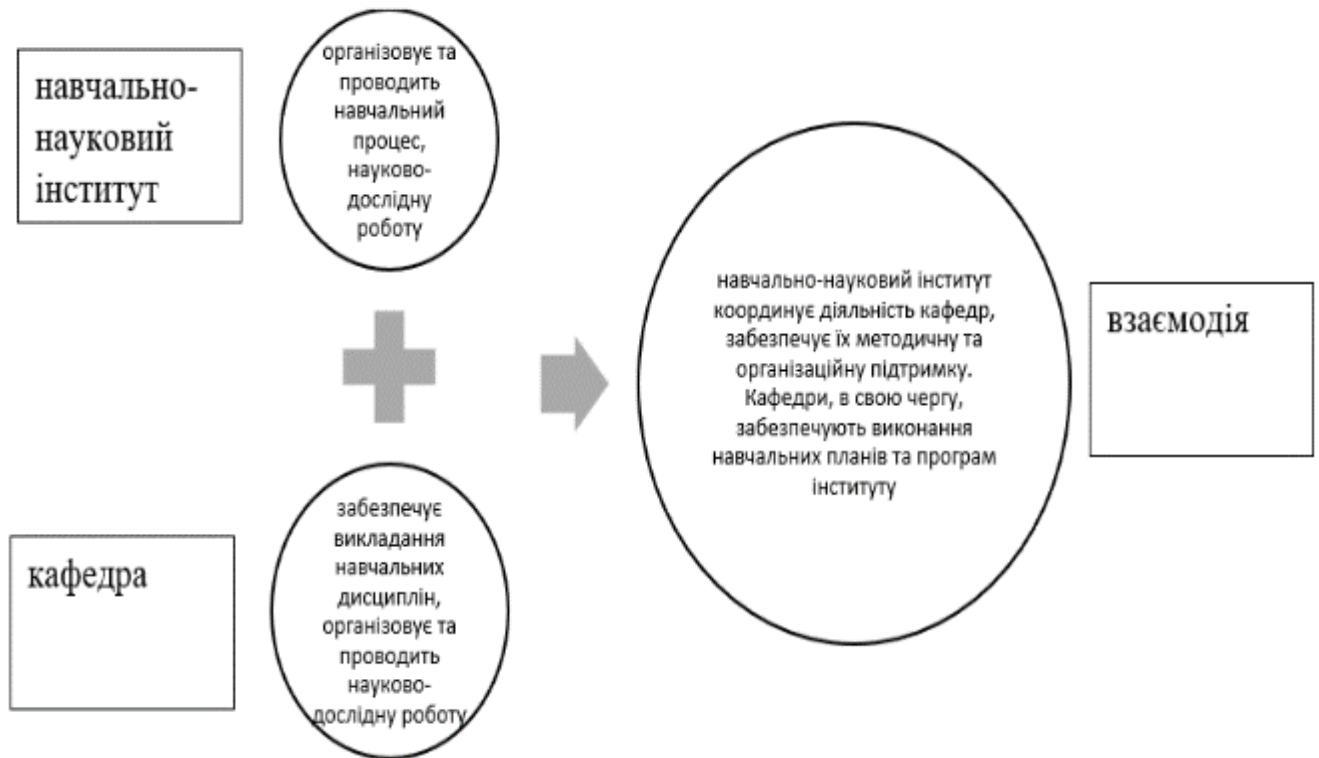 навчально-
науковий
інститут
організовує та
проводить
навчальний
процес,
науково-
дослідну
роботу
кафедра
забезпечує
викладання
навчальних
дисциплін,
організовує та
проводить
науково-
дослідну роботу
навчально-науковий інститут
координує діяльність кафедр,
забезпечує їх методичну та
організаційну підтримку.
Кафедри, в свою чергу,
забезпечують виконання
навчальних планів та програм
інституту
взаємодія